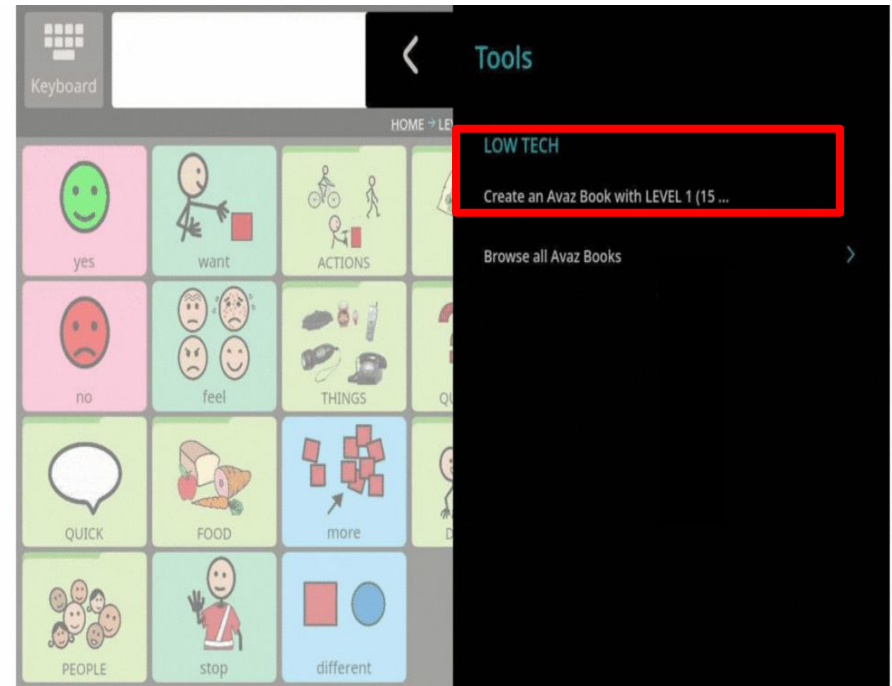 Keyboard
Tools
HOME → LE
LOW TECH
Create an Avaz Book with LEVEL 1 (15 ...
Browse all Avaz Books
yes
want
ACTIONS
no
feel
THINGS
QU
QUICK
FOOD
more
D
PEOPLE
stop
different